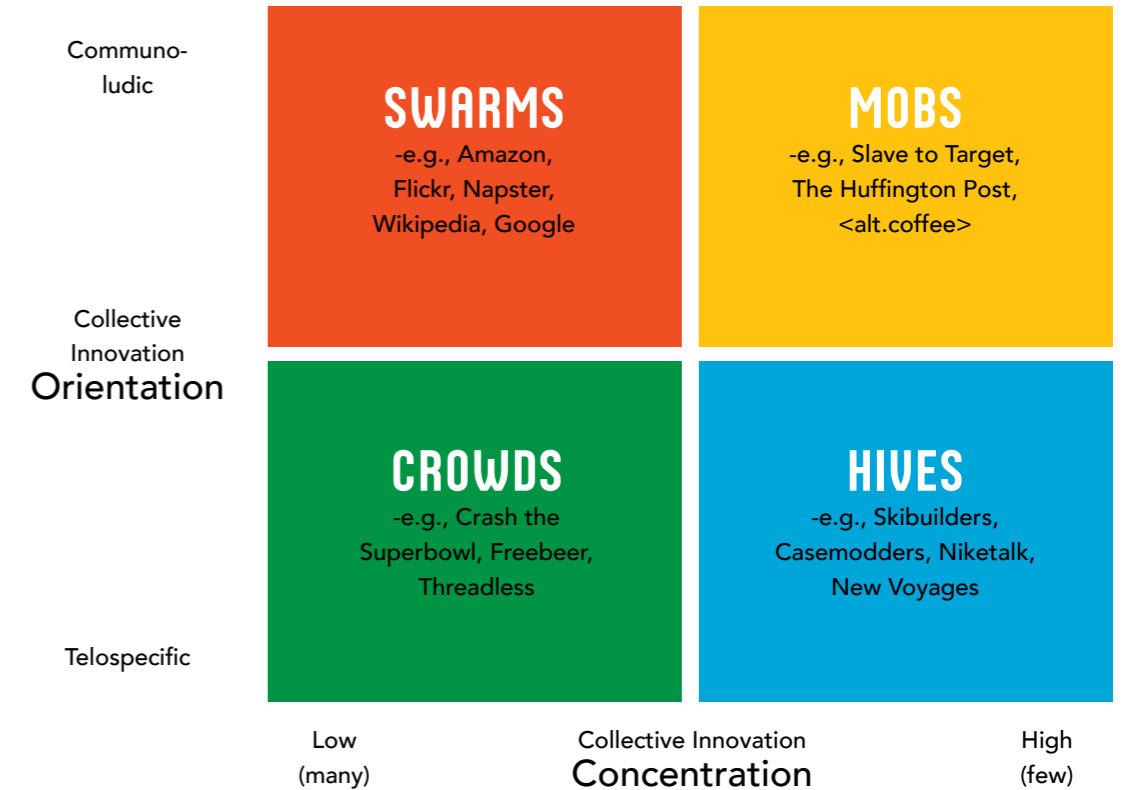 Communo-
ludic
SWARMS
-e.g., Amazon,
Flickr, Napster,
Wikipedia, Google
MOBS
-e.g., Slave to Target,
The Huffington Post,
<alt.coffee>
Collective
Innovation
Orientation
CROWDS
-e.g., Crash the
Superbowl, Freebeer,
Threadless
HIVES
-e.g., Skibuilders,
Casemodders, Niketalk,
New Voyages
Telospecific
Low
(many)
Collective Innovation
Concentration
High
(few)